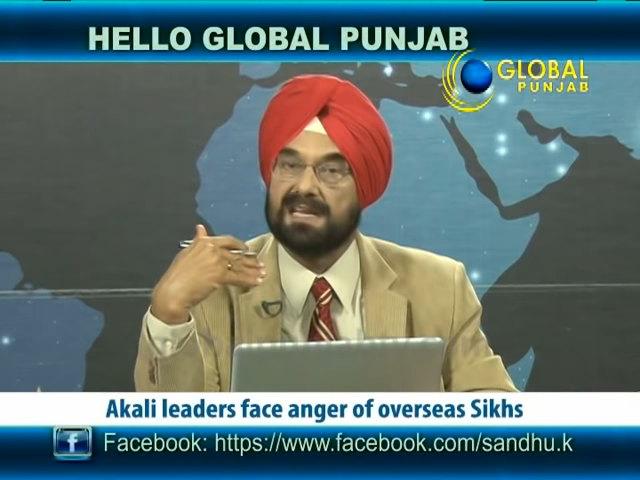 HELLO GLOBAL PUNJAB
GLOBAL
PUNJAB
Akali leaders face anger of overseas Sikhs
f Facebook: https://www.facebook.com/sandhu.k